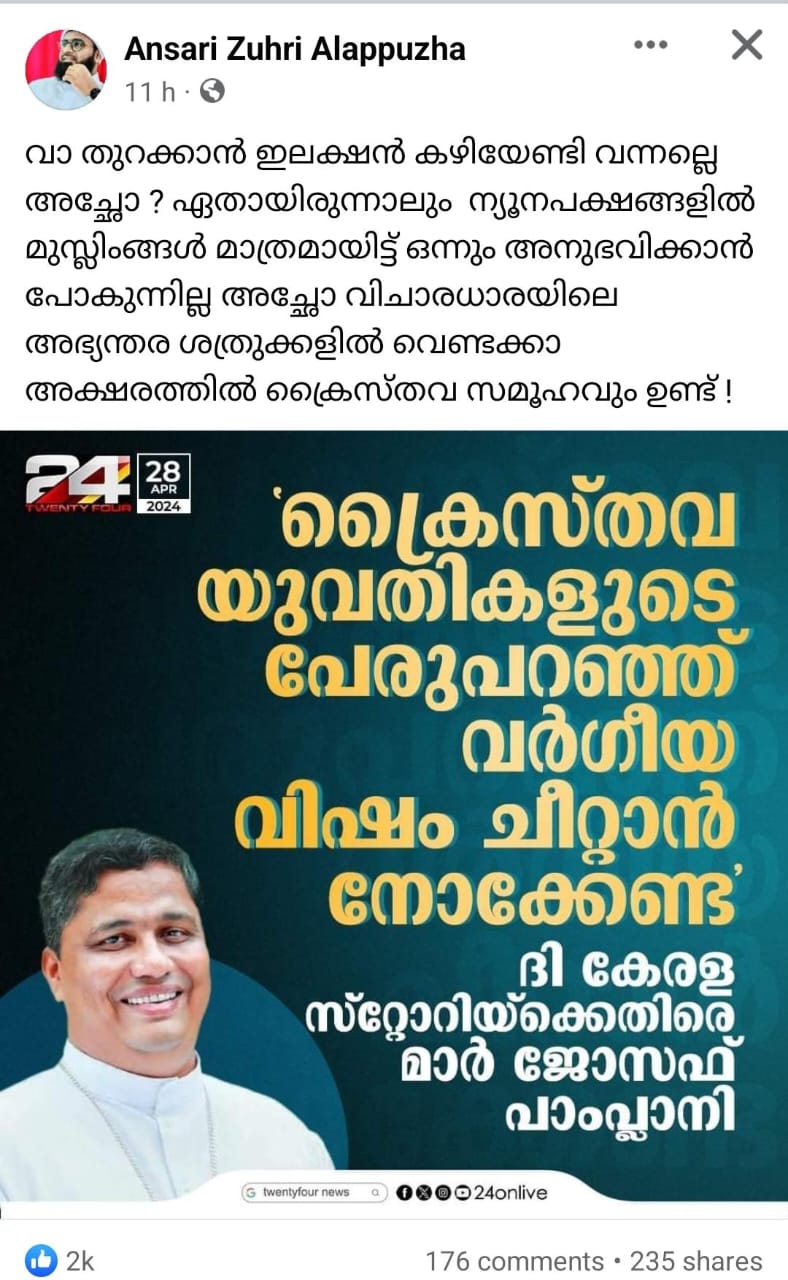 Ansari Zuhri Alappuzha
11 h
വാ തുറക്കാൻ ഇലക്ഷൻ കഴിയേണ്ടി വന്നല്ലെ
അച്ഛോ ? ഏതായിരുന്നാലും ന്യൂനപക്ഷങ്ങളിൽ
മുസ്ലിംങ്ങൾ മാത്രമായിട്ട് ഒന്നും അനുഭവിക്കാൻ
പോകുന്നില്ല അച്ഛോ വിചാരധാരയിലെ
അഭ്യന്തര ശത്രുക്കളിൽ വെണ്ടക്കാ
അക്ഷരത്തിൽ ക്രൈസ്തവ സമൂഹവും ഉണ്ട് !
24
TWENTY FOUR
28
APR
2024
‘ക്രൈസ്തവ
യുവതികളുടെ
പേരുപറഞ്ഞ്
വർഗീയ
വിഷം ചീറ്റാൻ
നോക്കേണ്ട’
ദി കേരള
സ്റ്റോറിയ്ക്കെതിരെ
മാർ ജോസഫ്
പാംപ്ലാനി
twentyfour news
24onlive
2k
176 comments • 235 shares